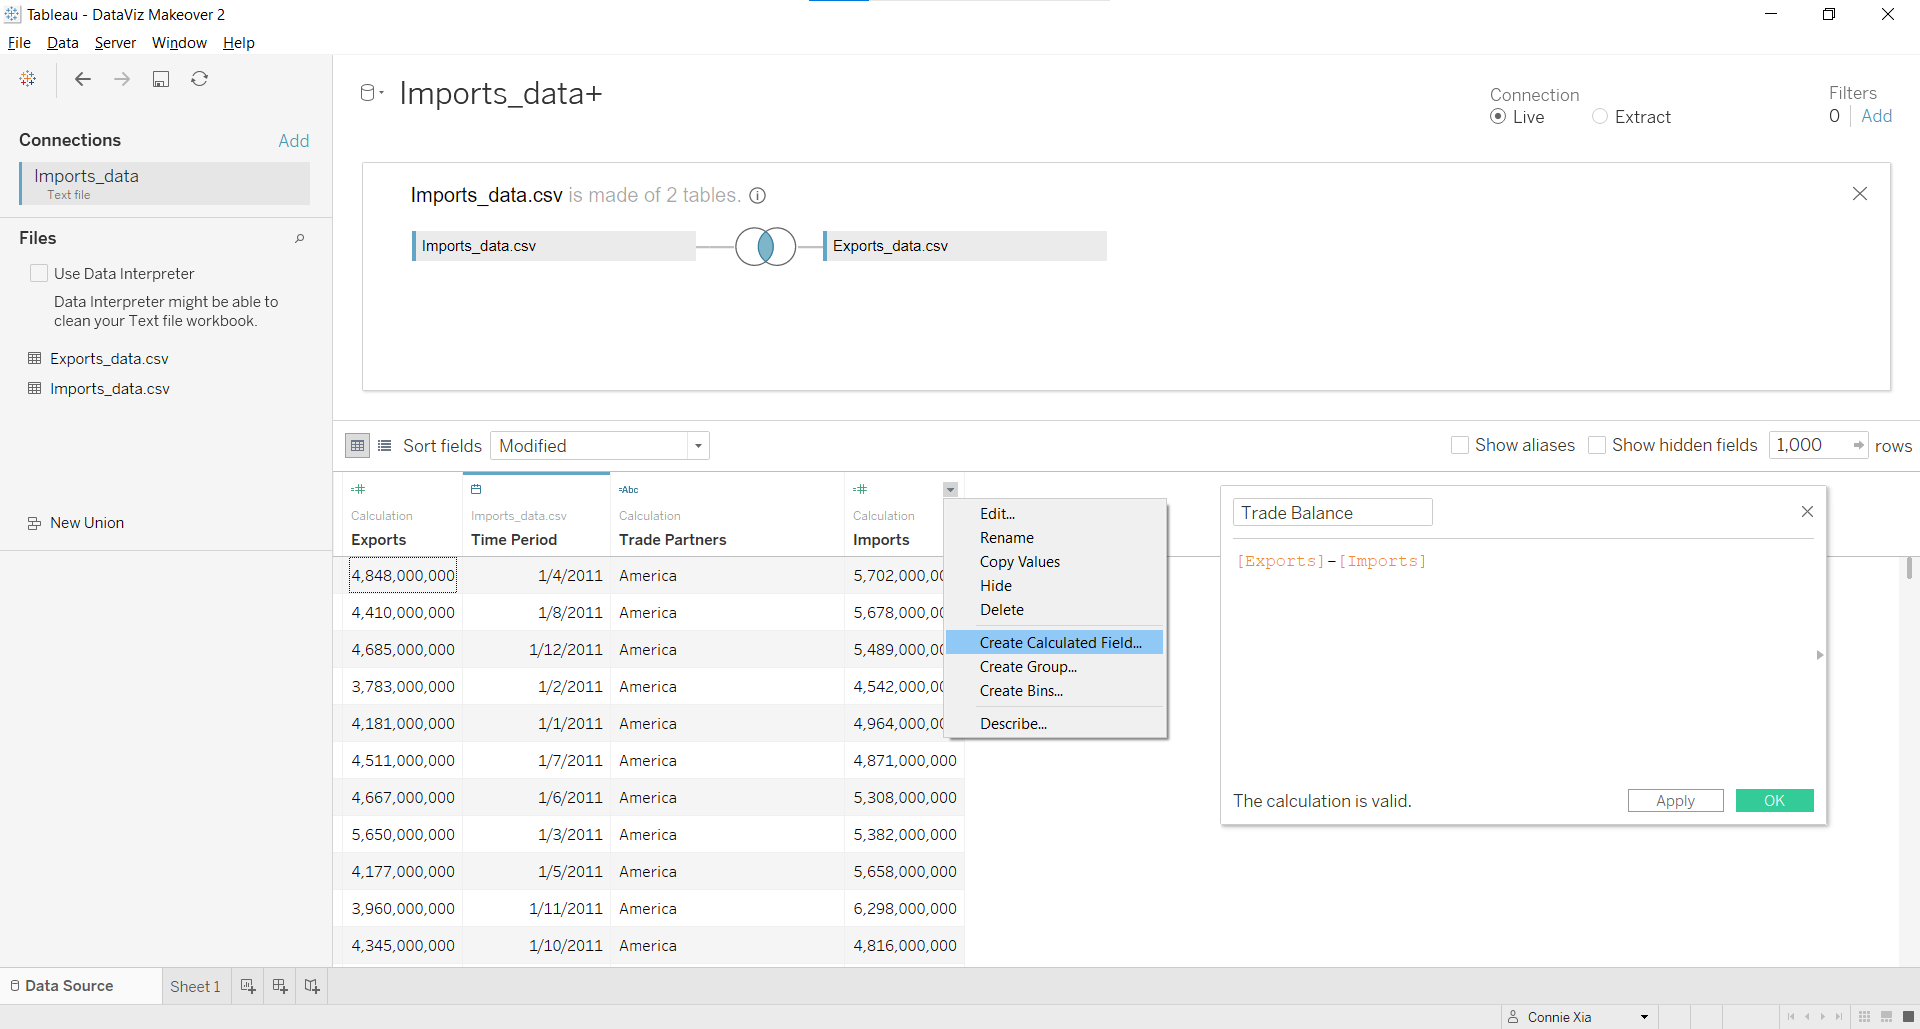 Tableau - DataViz Makeover 2
File Data Server Window Help
Connections Add
Imports_data
Text file
Files
Use Data Interpreter
Data Interpreter might be able to
clean your Text file workbook.
Exports_data.csv
Imports_data.csv
New Union
Imports_data+
Connection
Live Extract
Filters
0 Add
Imports_data.csv is made of 2 tables.
Imports_data.csv Exports_data.csv
Sort fields Modified Show aliases Show hidden fields 1,000 rows
=# =Abc =#
Calculation Imports_data.csv Calculation Calculation
Exports Time Period Trade Partners Imports
4,848,000,000 1/4/2011 America 5,702,000,0
4,410,000,000 1/8/2011 America 5,678,000,0
4,685,000,000 1/12/2011 America 5,489,000,0
3,783,000,000 1/2/2011 America 4,542,000,0
4,181,000,000 1/1/2011 America 4,964,000,0
4,511,000,000 1/7/2011 America 4,871,000,000
4,667,000,000 1/6/2011 America 5,308,000,000
5,650,000,000 1/3/2011 America 5,382,000,000
4,177,000,000 1/5/2011 America 5,658,000,000
3,960,000,000 1/11/2011 America 6,298,000,000
4,345,000,000 1/10/2011 America 4,816,000,000
Edit...
Rename
Copy Values
Hide
Delete
Create Calculated Field...
Create Group...
Create Bins...
Describe...
Trade Balance
[Exports]-[Imports]
The calculation is valid.
Apply OK
Data Source Sheet 1
Connie Xia